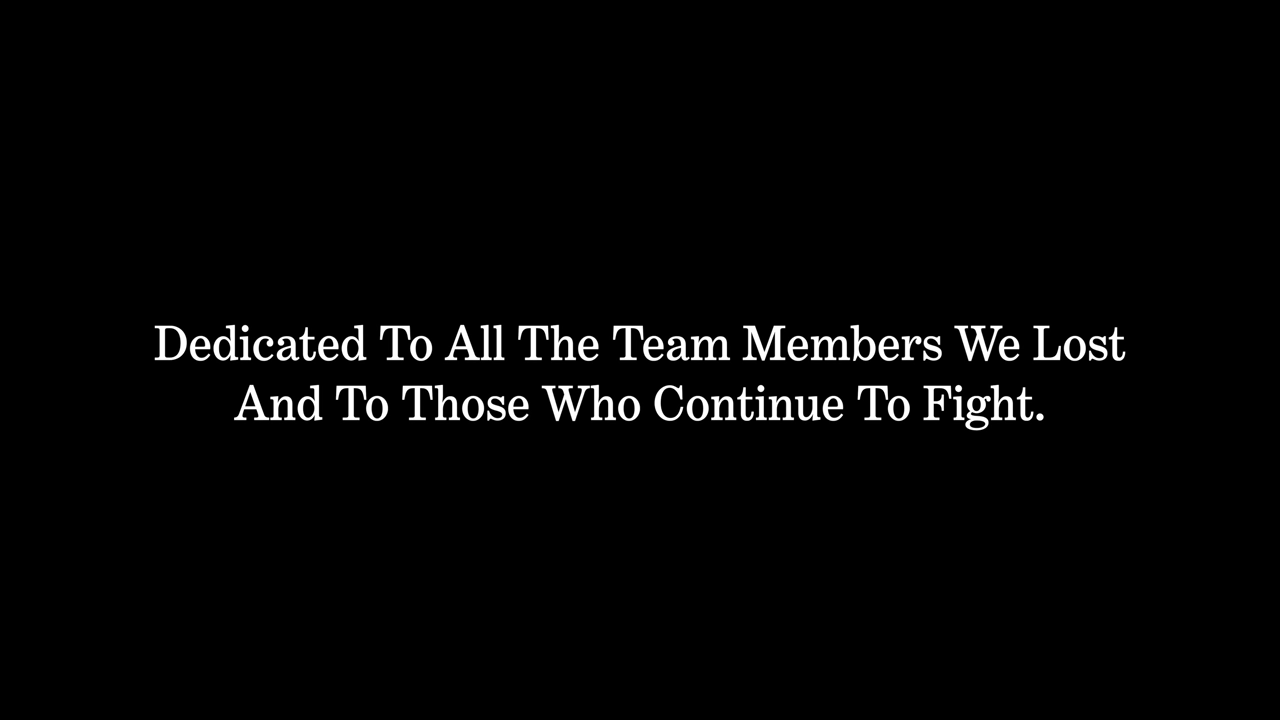 Dedicated To All The Team Members We Lost
And To Those Who Continue To Fight.